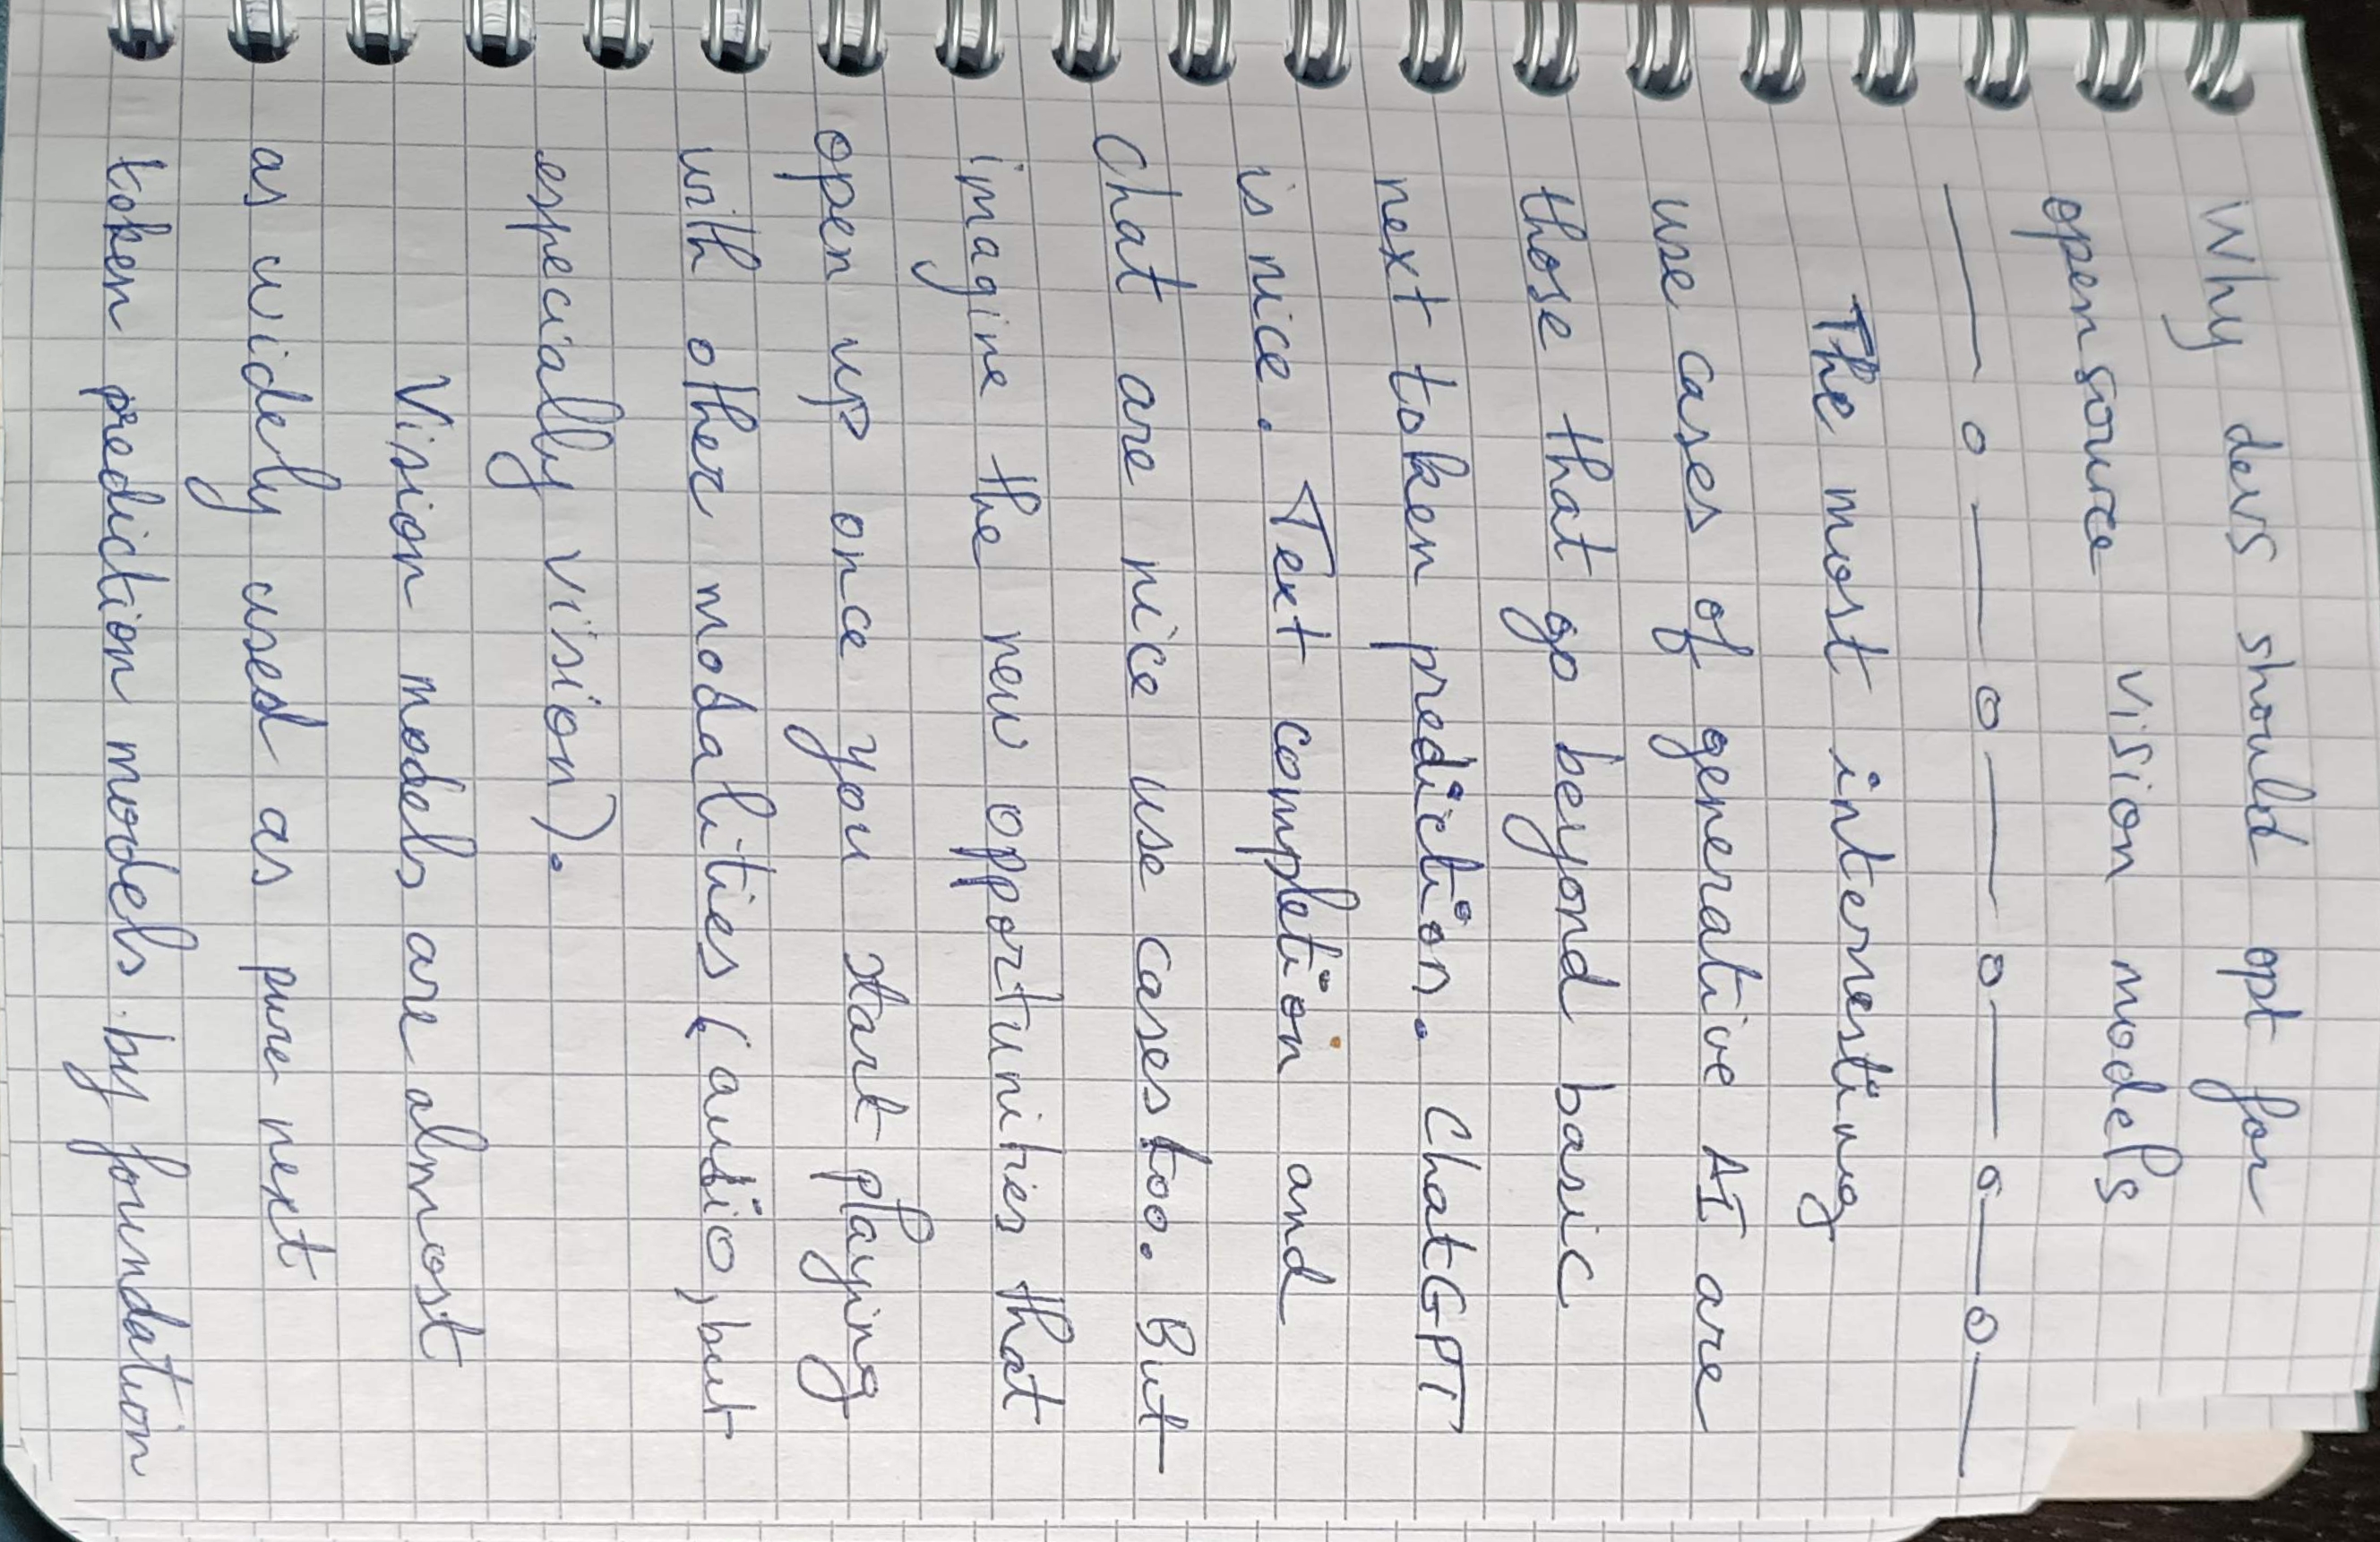 Why devs should opt for
open source vision models
The most interesting
use cases of generative AI are
those that go beyond basic
next token prediction. ChatGPT
is nice. Text completion and
Chat are nice use cases too. But
imagine the new opportunities that
open up once you start playing
with other modalities (audio, but
especially vision).
Vision models are almost
as widely used as pure next
token prediction models by foundation